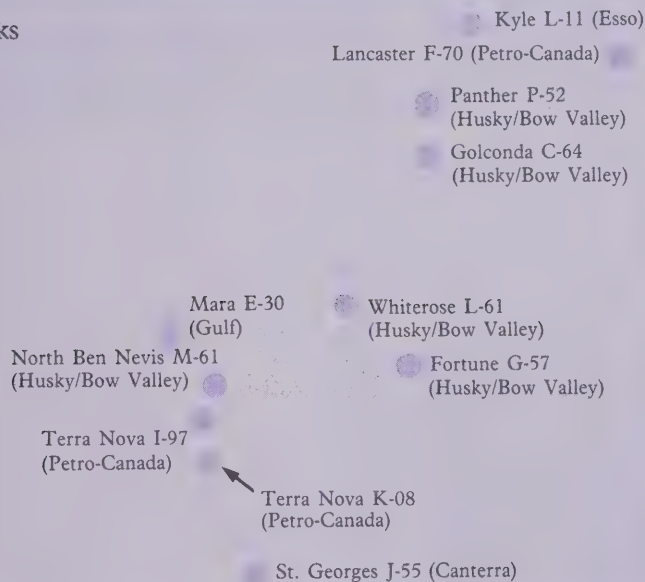 ks
Kyle L-11 (Esso)
Lancaster F-70 (Petro-Canada)
Panther P-52
(Husky/Bow Valley)
Golconda C-64
(Husky/Bow Valley)
Mara E-30
(Gulf)
Whiterose L-61
(Husky/Bow Valley)
North Ben Nevis M-61
(Husky/Bow Valley)
Fortune G-57
(Husky/Bow Valley)
Terra Nova I-97
(Petro-Canada)
Terra Nova K-08
(Petro-Canada)
St. Georges J-55 (Canterra)